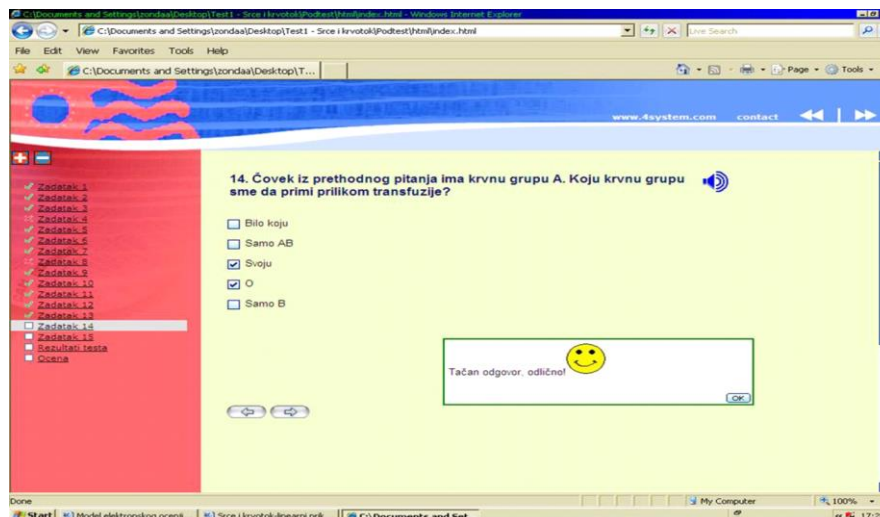 C:\Documents and Settings\zondaa\Desktop\Test1 - Srce i krvotok\Podtest\html\index.html - Windows Internet Explorer
C:\Documents and Settings\zondaa\Desktop\Test1 - Srce i krvotok\Podtest\html\index.html
Live Search
File Edit View Favorites Tools Help
C:\Documents and Settings\zondaa\Desktop\T...
Page Tools
www.4system.com contact
14. Čovek iz prethodnog pitanja ima krvnu grupu A. Koju krvnu grupu
sme da primi prilikom transfuzije?
Bilo koju
Samo AB
Svoju
O
Samo B
Zadatak 1
Zadatak 2
Zadatak 3
Zadatak 4
Zadatak 5
Zadatak 6
Zadatak 7
Zadatak 8
Zadatak 9
Zadatak 10
Zadatak 11
Zadatak 12
Zadatak 13
Zadatak 14
Zadatak 15
Rezultati testa
Ocena
Tačan odgovor, odlično!
OK
Done
My Computer
100%
Start
Model elektronskog ocenji...
Srce i krvotok-linearni prik...
C:\Documents and Set...